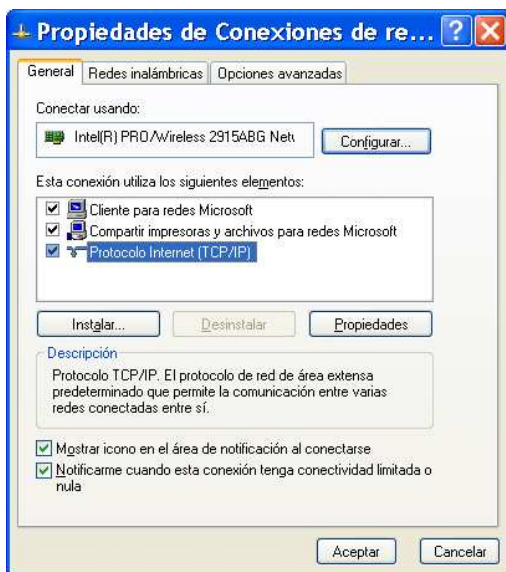 Propiedades de Conexiones de re...
General
Redes inalámbricas
Opciones avanzadas
Conectar usando:
Intel(R) PRO/Wireless 2915ABG Netw
Configurar...
Esta conexión utiliza los siguientes elementos:
Cliente para redes Microsoft
Compartir impresoras y archivos para redes Microsoft
Protocolo Internet (TCP/IP)
Instalar...
Desinstalar
Propiedades
Descripción
Protocolo TCP/IP. El protocolo de red de área extensa
predeterminado que permite la comunicación entre varias
redes conectadas entre sí.
Mostrar icono en el área de notificación al conectarse
Notificarme cuando esta conexión tenga conectividad limitada o
nula
Aceptar
Cancelar